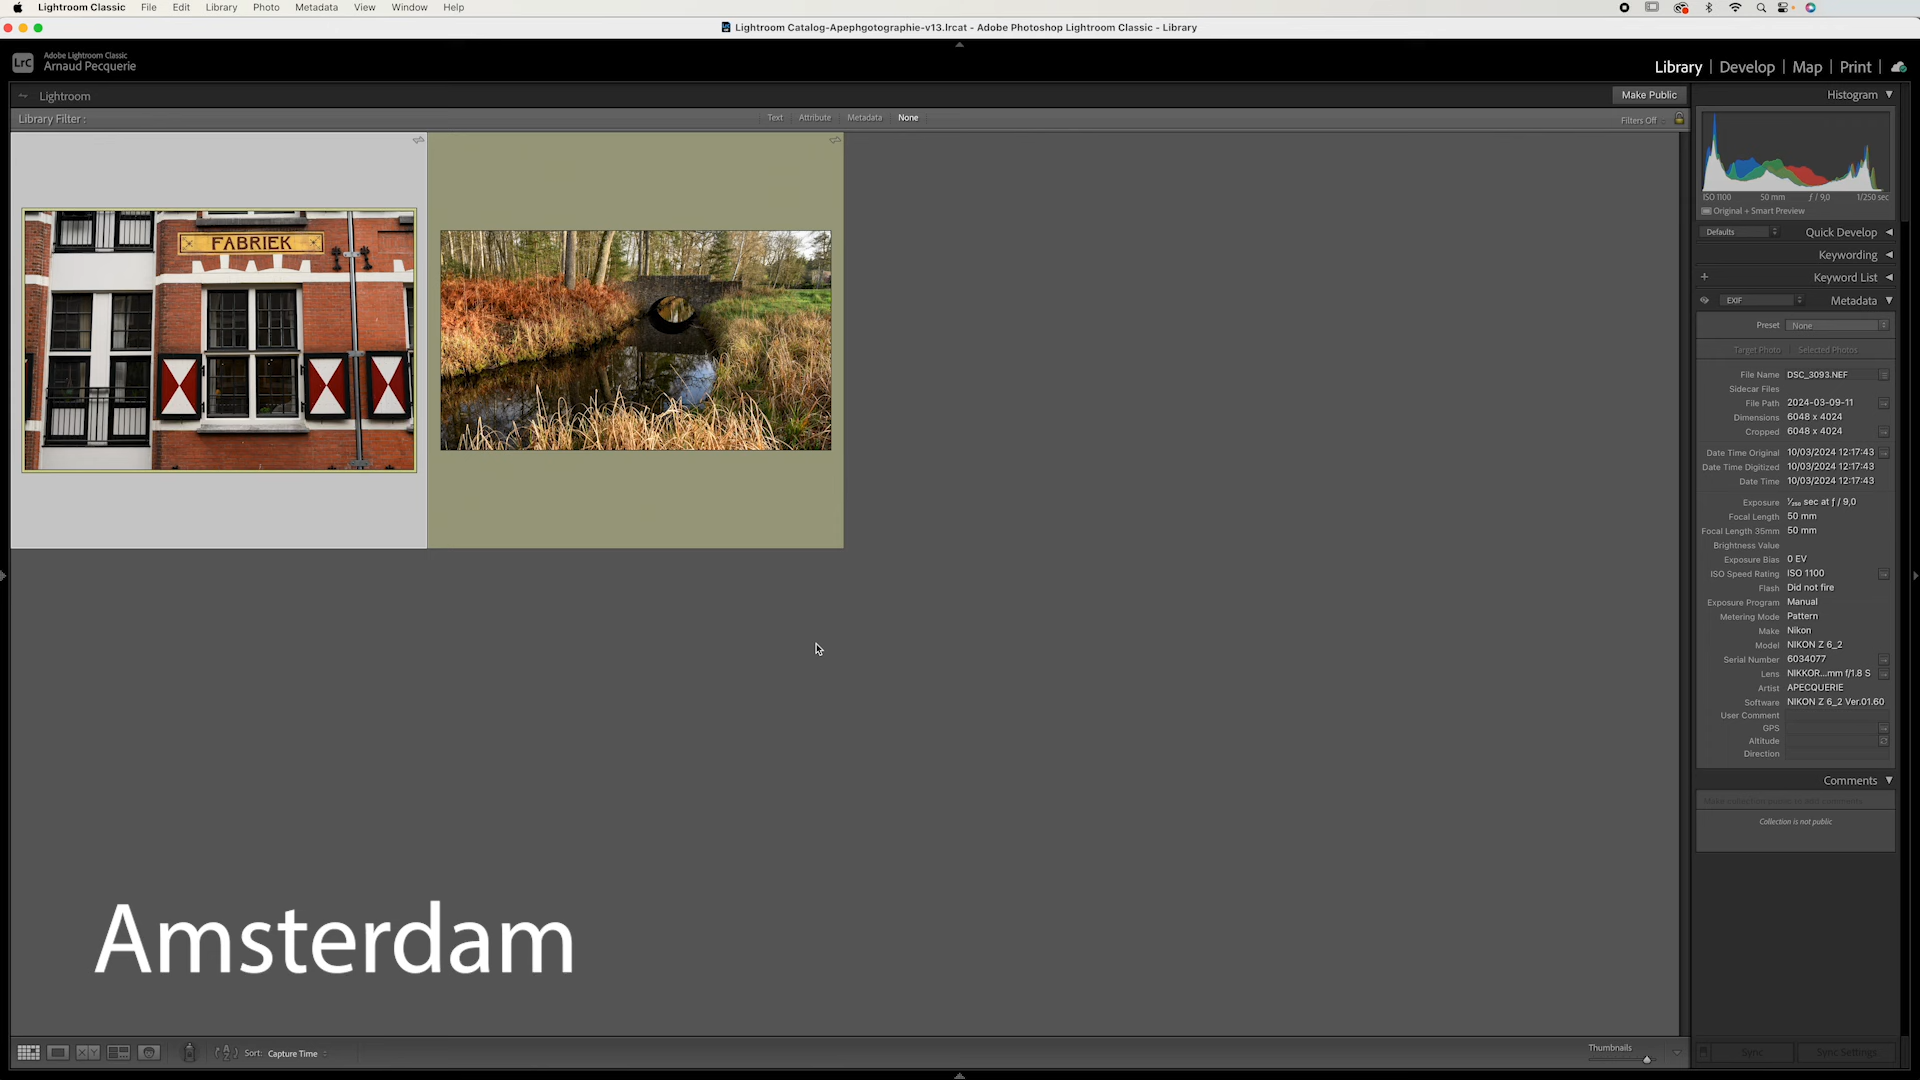 Lightroom Classic File Edit Library Photo Metadata View Window Help
Lightroom Catalog-Apephgotographie-v13.lrcat - Adobe Photoshop Lightroom Classic - Library
LrC
Adobe Lightroom Classic
Arnaud Pecquerie
Library | Develop | Map | Print |
Lightroom
Make Public
Histogram
Library Filter :
Text Attribute Metadata None
Filters Off
FABRIEK
ISO 1100 50 mm ƒ / 9,0 1/250 sec
Original + Smart Preview
Defaults
Quick Develop
Keywording
+ Keyword List
EXIF
Metadata
Preset None
Target Photo Selected Photos
File Name DSC_3093.NEF
Sidecar Files
File Path 2024-03-09-11
Dimensions 6048 x 4024
Cropped 6048 x 4024
Date Time Original 10/03/2024 12:17:43
Date Time Digitized 10/03/2024 12:17:43
Date Time 10/03/2024 12:17:43
Exposure 1/250 sec at ƒ / 9,0
Focal Length 50 mm
Focal Length 35mm 50 mm
Brightness Value
Exposure Bias 0 EV
ISO Speed Rating ISO 1100
Flash Did not fire
Exposure Program Manual
Metering Mode Pattern
Make Nikon
Model NIKON Z 6_2
Serial Number 6034077
Lens NIKKOR...mm f/1.8 S
Artist APECQUERIE
Software NIKON Z 6_2 Ver.01.60
User Comment
GPS
Altitude
Direction
Comments
Collection is not public
Amsterdam
Sort: Capture Time
Thumbnails
Sync Sync Settings